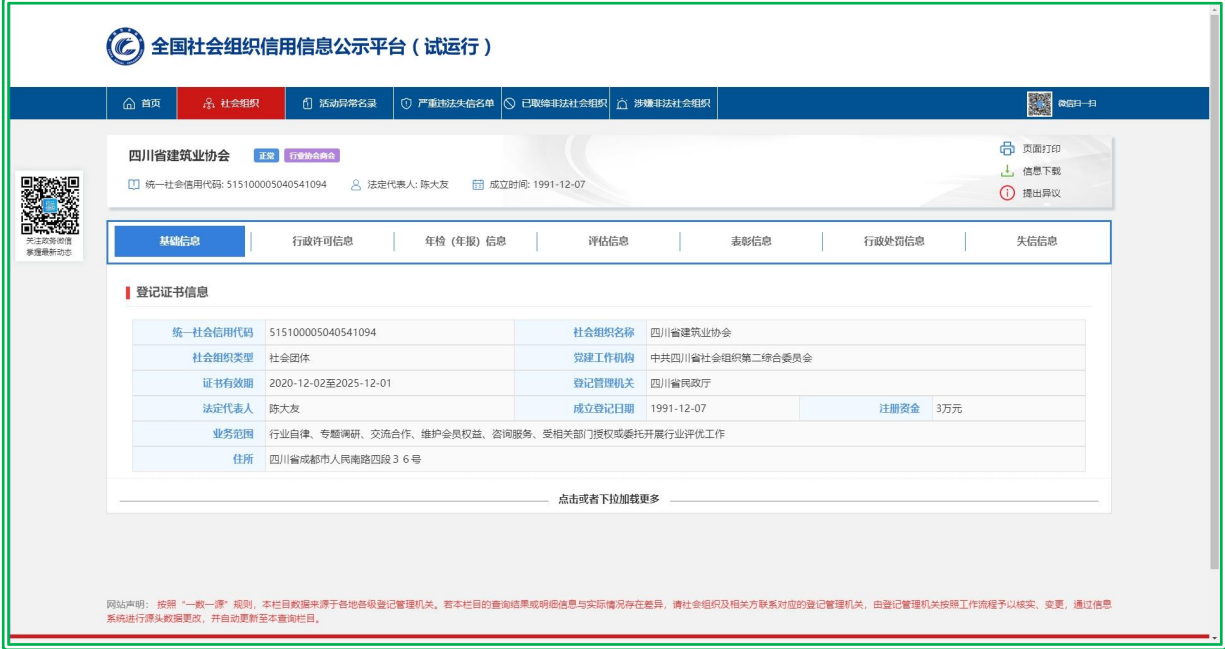 全国社会组织信用信息公示平台（试运行）
首页 社会组织 活动异常名录 严重违法失信名单 已取缔非法社会组织 涉嫌非法社会组织 微信扫一扫
四川省建筑业协会 正常 行业协会商会
页面打印
统一社会信用代码: 515100005040541094 法定代表人: 陈大友 成立时间: 1991-12-07
信息下载
提出异议
关注政务微信
掌握最新动态
基础信息 行政许可信息 年检（年报）信息 评估信息 表彰信息 行政处罚信息 失信信息
登记证书信息
统一社会信用代码 515100005040541094 社会组织名称 四川省建筑业协会
社会组织类型 社会团体 党建工作机构 中共四川省社会组织第二综合委员会
证书有效期 2020-12-02至2025-12-01 登记管理机关 四川省民政厅
法定代表人 陈大友 成立登记日期 1991-12-07 注册资金 3万元
业务范围 行业自律、专题调研、交流合作、维护会员权益、咨询服务、受相关部门授权或委托开展行业评优工作
住所 四川省成都市人民南路四段３６号
点击或者下拉加载更多
网站声明： 按照“一数一源”规则，本栏目数据来源于各地各级登记管理机关。若本栏目的查询结果或明细信息与实际情况存在差异，请社会组织及相关方联系对应的登记管理机关，由登记管理机关按照工作流程予以核实、变更，通过信息
系统进行源头数据更改，并自动更新至本查询栏目。